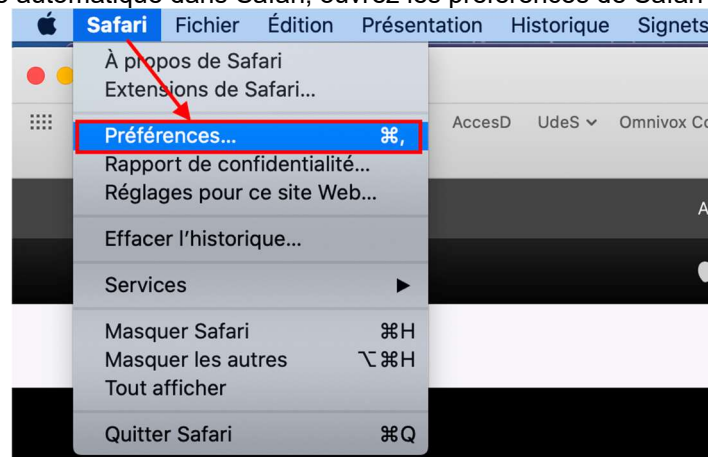 automatique dans Safari, ouvrez les préférences de Safari
Safari Fichier Édition Présentation Historique Signets
À propos de Safari
Extensions de Safari...
Préférences... ⌘,
AccesD UdeS Omnivox
Rapport de confidentialité...
Réglages pour ce site Web...
Effacer l'historique...
Services ▶
Masquer Safari ⌘H
Masquer les autres ⌥⌘H
Tout afficher
Quitter Safari ⌘Q